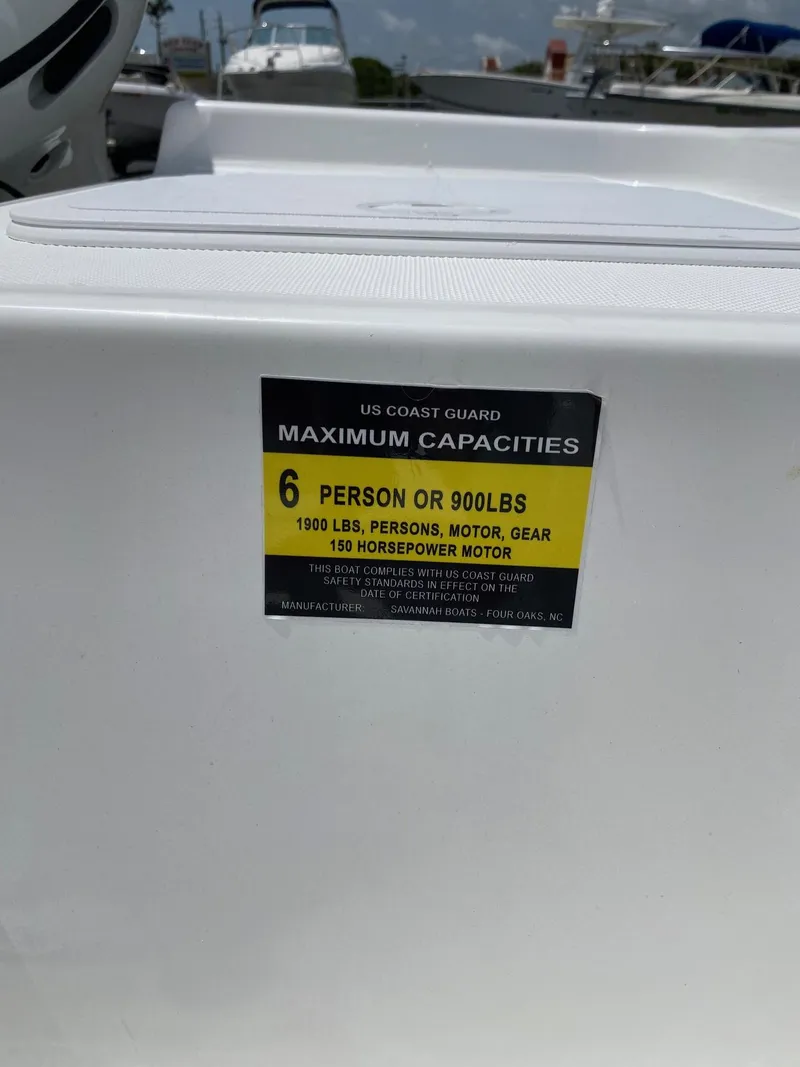 US COAST GUARD
MAXIMUM CAPACITIES
6 PERSON OR 900LBS
1900 LBS, PERSONS, MOTOR, GEAR
150 HORSEPOWER MOTOR
THIS BOAT COMPLIES WITH US COAST GUARD
SAFETY STANDARDS IN EFFECT ON THE
DATE OF CERTIFICATION
MANUFACTURER: SAVANNAH BOATS - FOUR OAKS, NC